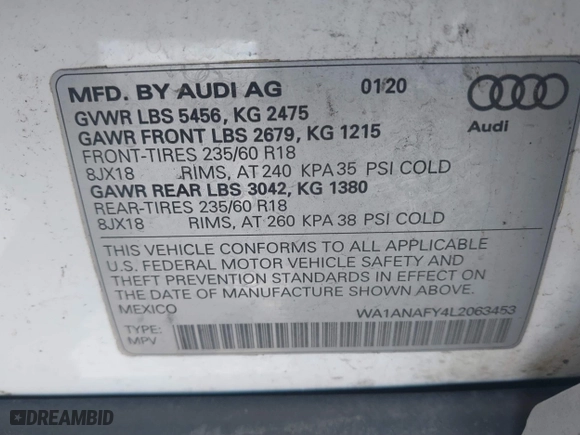 MFD. BY AUDI AG 0120
GVWR LBS 5456, KG 2475
GAWR FRONT LBS 2679, KG 1215
FRONT-TIRES 235/60 R18
8JX18 RIMS, AT 240 KPA 35 PSI COLD
GAWR REAR LBS 3042, KG 1380
REAR-TIRES 235/60 R18
8JX18 RIMS, AT 260 KPA 38 PSI COLD
Audi
THIS VEHICLE CONFORMS TO ALL APPLICABLE
U.S. FEDERAL MOTOR VEHICLE SAFETY AND
THEFT PREVENTION STANDARDS IN EFFECT ON
THE DATE OF MANUFACTURE SHOWN ABOVE.
MEXICO WA1ANAFY4L2063453
TYPE:
MPV
DREAMBID